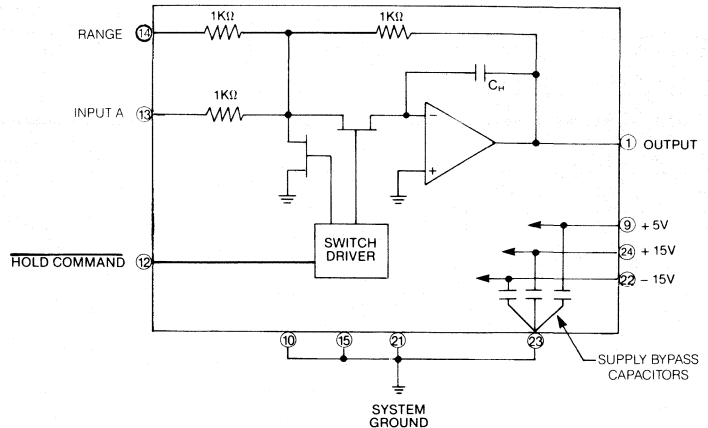 1KΩ
1KΩ
RANGE 14
1KΩ
C_H
INPUT A 13
−
+
1 OUTPUT
9 + 5V
24 + 15V
22 − 15V
SWITCH
DRIVER
HOLD COMMAND 12
10
15
21
23
SUPPLY BYPASS
CAPACITORS
SYSTEM
GROUND